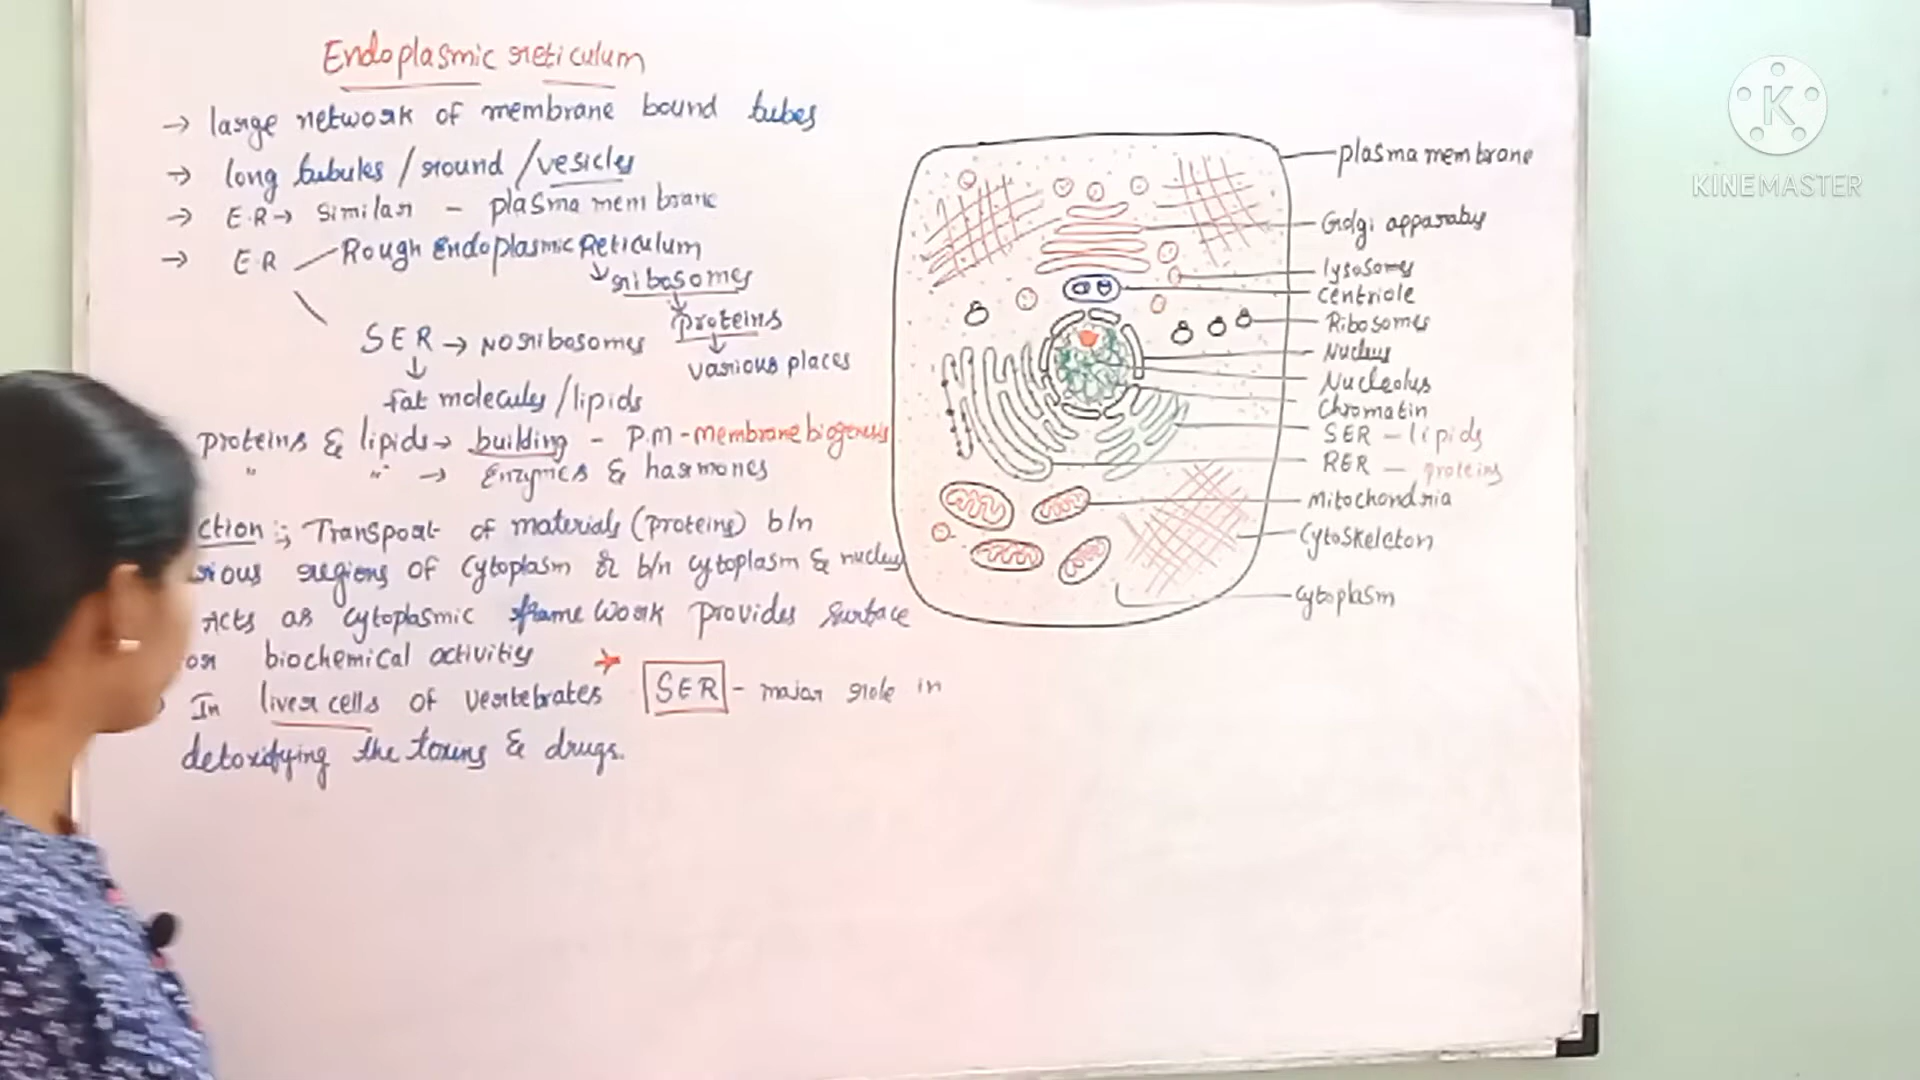 Endoplasmic reticulum
→ large network of membrane bound tubes
→ long tubules / round / vesicles
→ E.R → similar - plasma membrane
→ E.R Rough Endoplasmic Reticulum
ribosomes
proteins
various places
SER → No ribosomes
fat molecules / lipids
proteins & lipids → building - P.M - membrane biogenesis
" " → Enzymes & harmones
ction :- Transport of materials (proteins) b/n
rious regions of cytoplasm & b/n cytoplasm & nucleus
Acts as cytoplasmic frame work provides surface
or biochemical activities
In liver cells of vertebrates SER - major role in
detoxifying the toxins & drugs.
plasma membrane
Golgi apparatus
lysosomes
centriole
Ribosomes
Nucleus
Nucleolus
Chromatin
SER - lipids
RER - proteins
mitochondria
cytoskeleton
cytoplasm
K
KINEMASTER